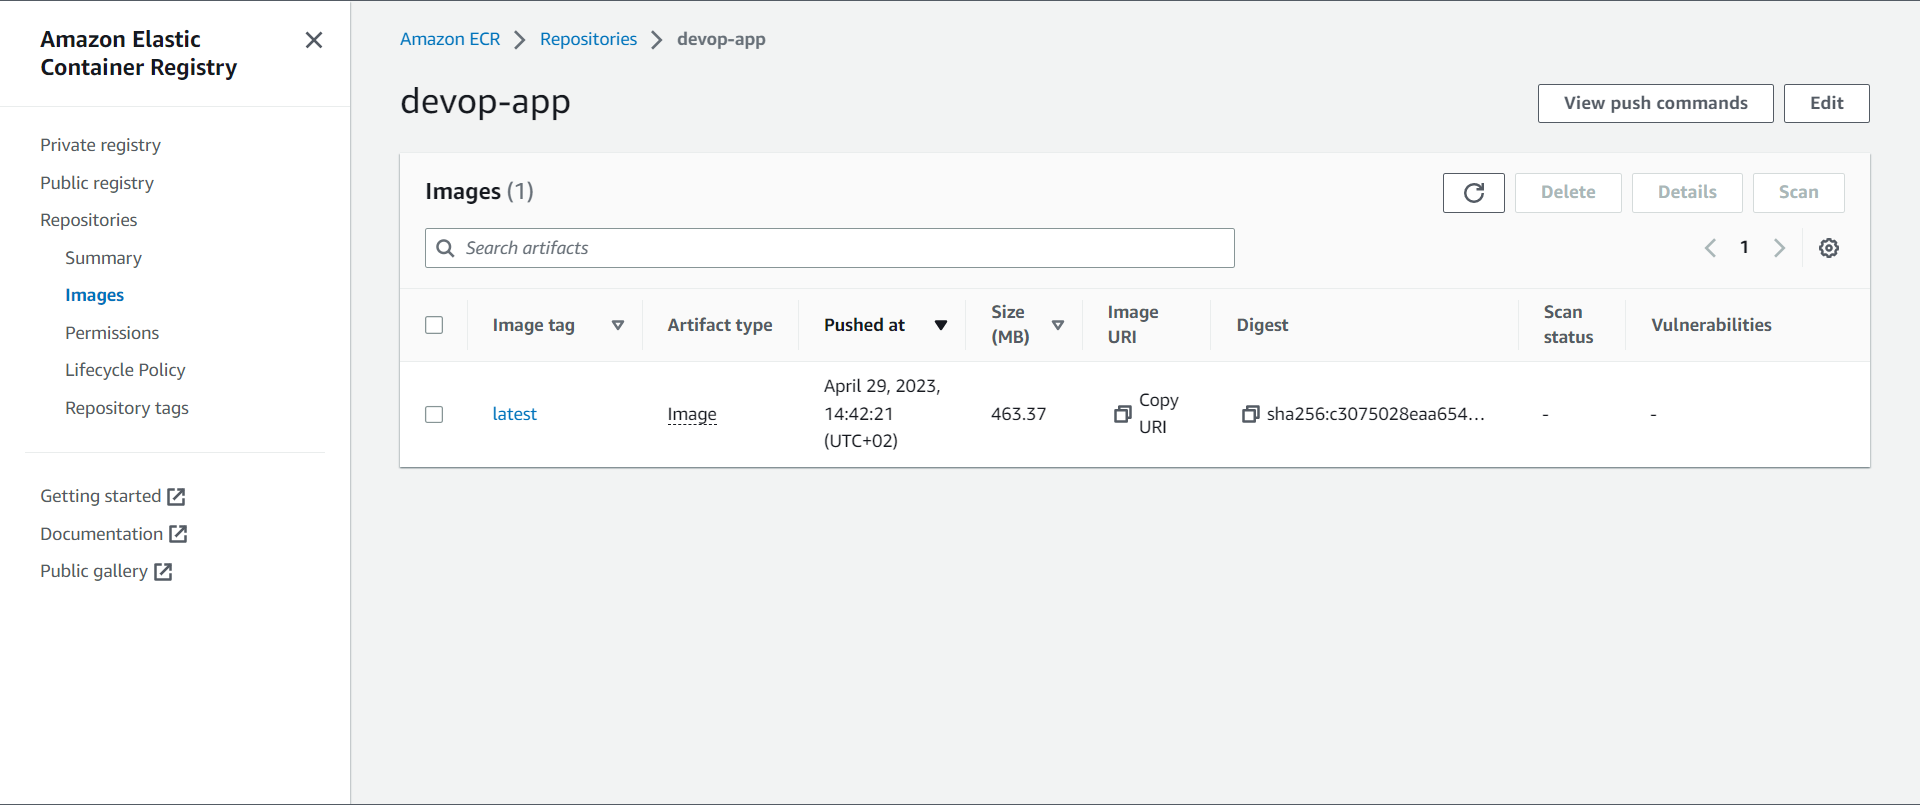 Amazon Elastic
Container Registry
Private registry
Public registry
Repositories
Summary
Images
Permissions
Lifecycle Policy
Repository tags
Getting started
Documentation
Public gallery
Amazon ECR Repositories devop-app
devop-app
View push commands Edit
Images (1)
Delete Details Scan
Search artifacts
1
Image tag Artifact type Pushed at Size (MB) Image URI Digest Scan status Vulnerabilities
latest Image April 29, 2023, 14:42:21 (UTC+02) 463.37 Copy URI sha256:c3075028eaa654... - -